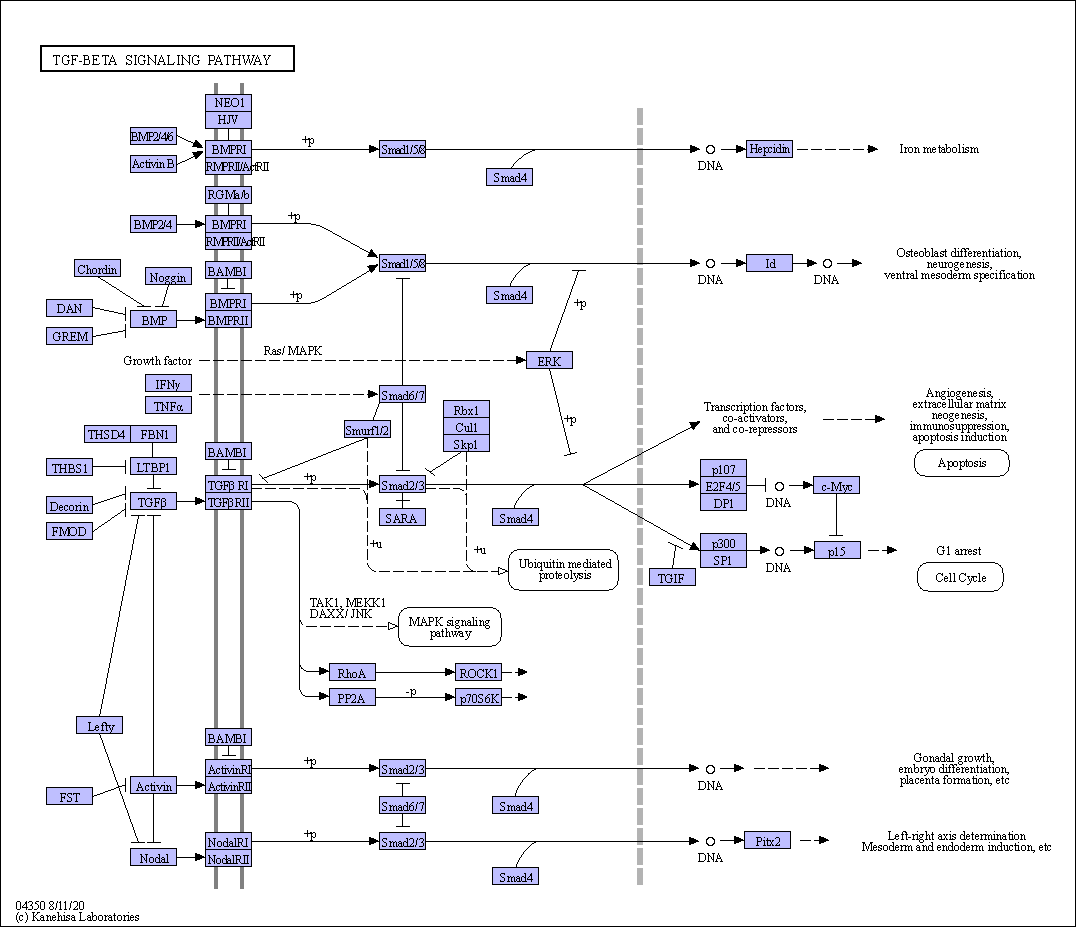 TGF-BETA SIGNALING PATHWAY
NEO1
HJV
BMP2/4/6
Activin B
BMPRI
BMPRII/ActRII
+p
Smad1/5/8
Smad4
DNA
Hepcidin
Iron metabolism
RGMa/b
BMP2/4
BMPRI
BMPRII/ActRII
+p
Smad1/5/8
Smad4
DNA
Id
DNA
Osteoblast differentiation,
neurogenesis,
ventral mesoderm specification
Chordin
Noggin
BAMBI
DAN
GREM
BMP
BMPRI
BMPRII
+p
+p
Growth factor
Ras/ MAPK
ERK
IFNγ
TNFα
Smad6/7
+p
Rbx1
Cul1
Skp1
Smurf1/2
Transcription factors,
co-activators,
and co-repressors
Angiogenesis,
extracellular matrix
neogenesis,
immunosuppression,
apoptosis induction
Apoptosis
THSD4
FBN1
BAMBI
THBS1
LTBP1
Decorin
FMOD
TGFβ
TGFβ RI
TGFβ RII
+p
Smad2/3
SARA
Smad4
p107
E2F4/5
DP1
DNA
c-Myc
p300
SP1
DNA
p15
TGIF
G1 arrest
Cell Cycle
+u
+u
Ubiquitin mediated
proteolysis
TAK1, MEKK1
DAXX/ JNK
MAPK signaling
pathway
RhoA
ROCK1
PP2A
-p
p70S6K
Lefty
BAMBI
FST
Activin
ActivinRI
ActivinRII
+p
Smad2/3
Smad6/7
Smad4
DNA
Gonadal growth,
embryo differentiation,
placenta formation, etc
Nodal
NodalRI
NodalRII
+p
Smad2/3
Smad4
DNA
Pitx2
Left-right axis determination
Mesoderm and endoderm induction, etc
04350 8/11/20
(c) Kanehisa Laboratories